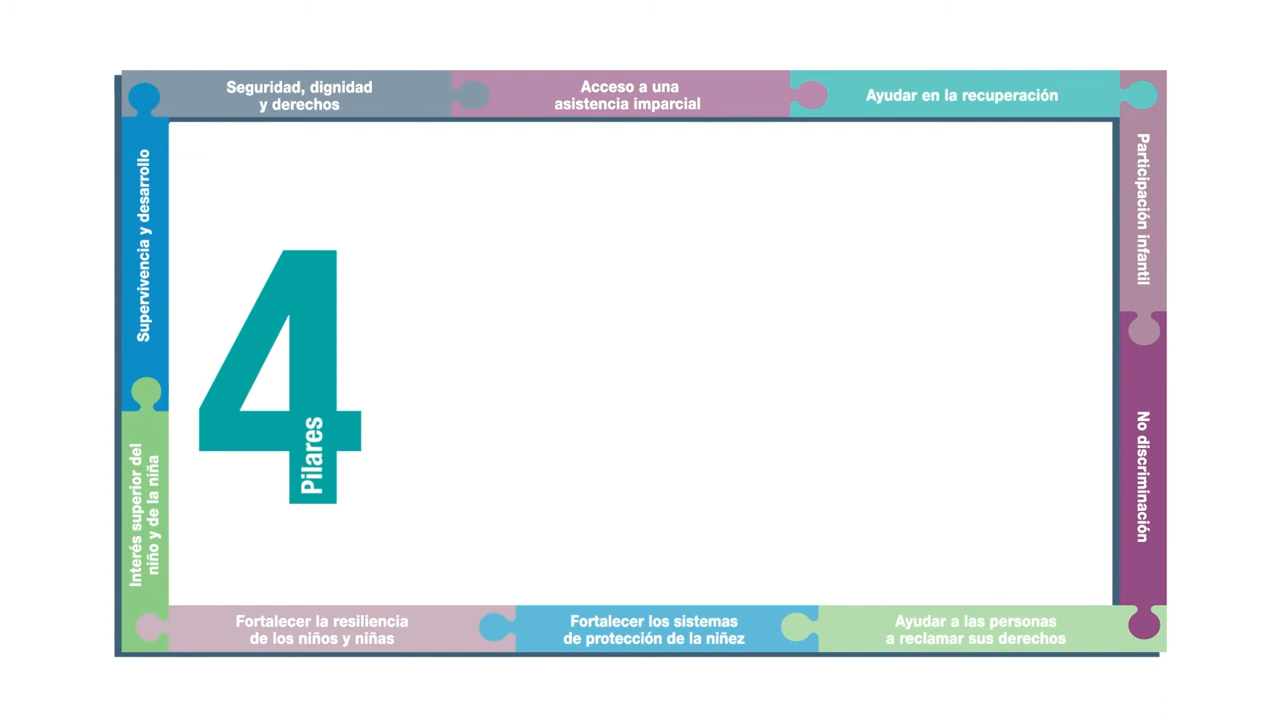 Seguridad, dignidad
y derechos
Acceso a una
asistencia imparcial
Ayudar en la recuperación
Participación infantil
No discriminación
Supervivencia y desarrollo
Interés superior del
niño y de la niña
4
Pilares
Fortalecer la resiliencia
de los niños y niñas
Fortalecer los sistemas
de protección de la niñez
Ayudar a las personas
a reclamar sus derechos